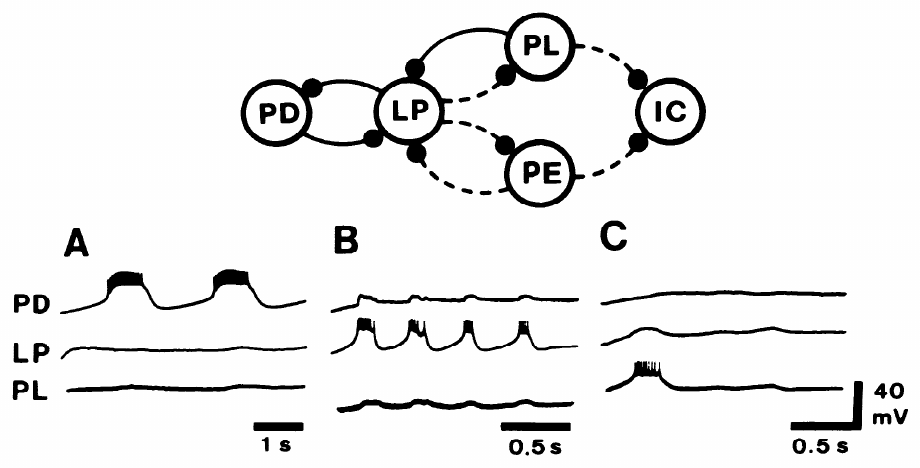 PL
PD LP IC
PE
A B C
PD
LP
PL
40
mV
1 s 0.5 s 0.5 s